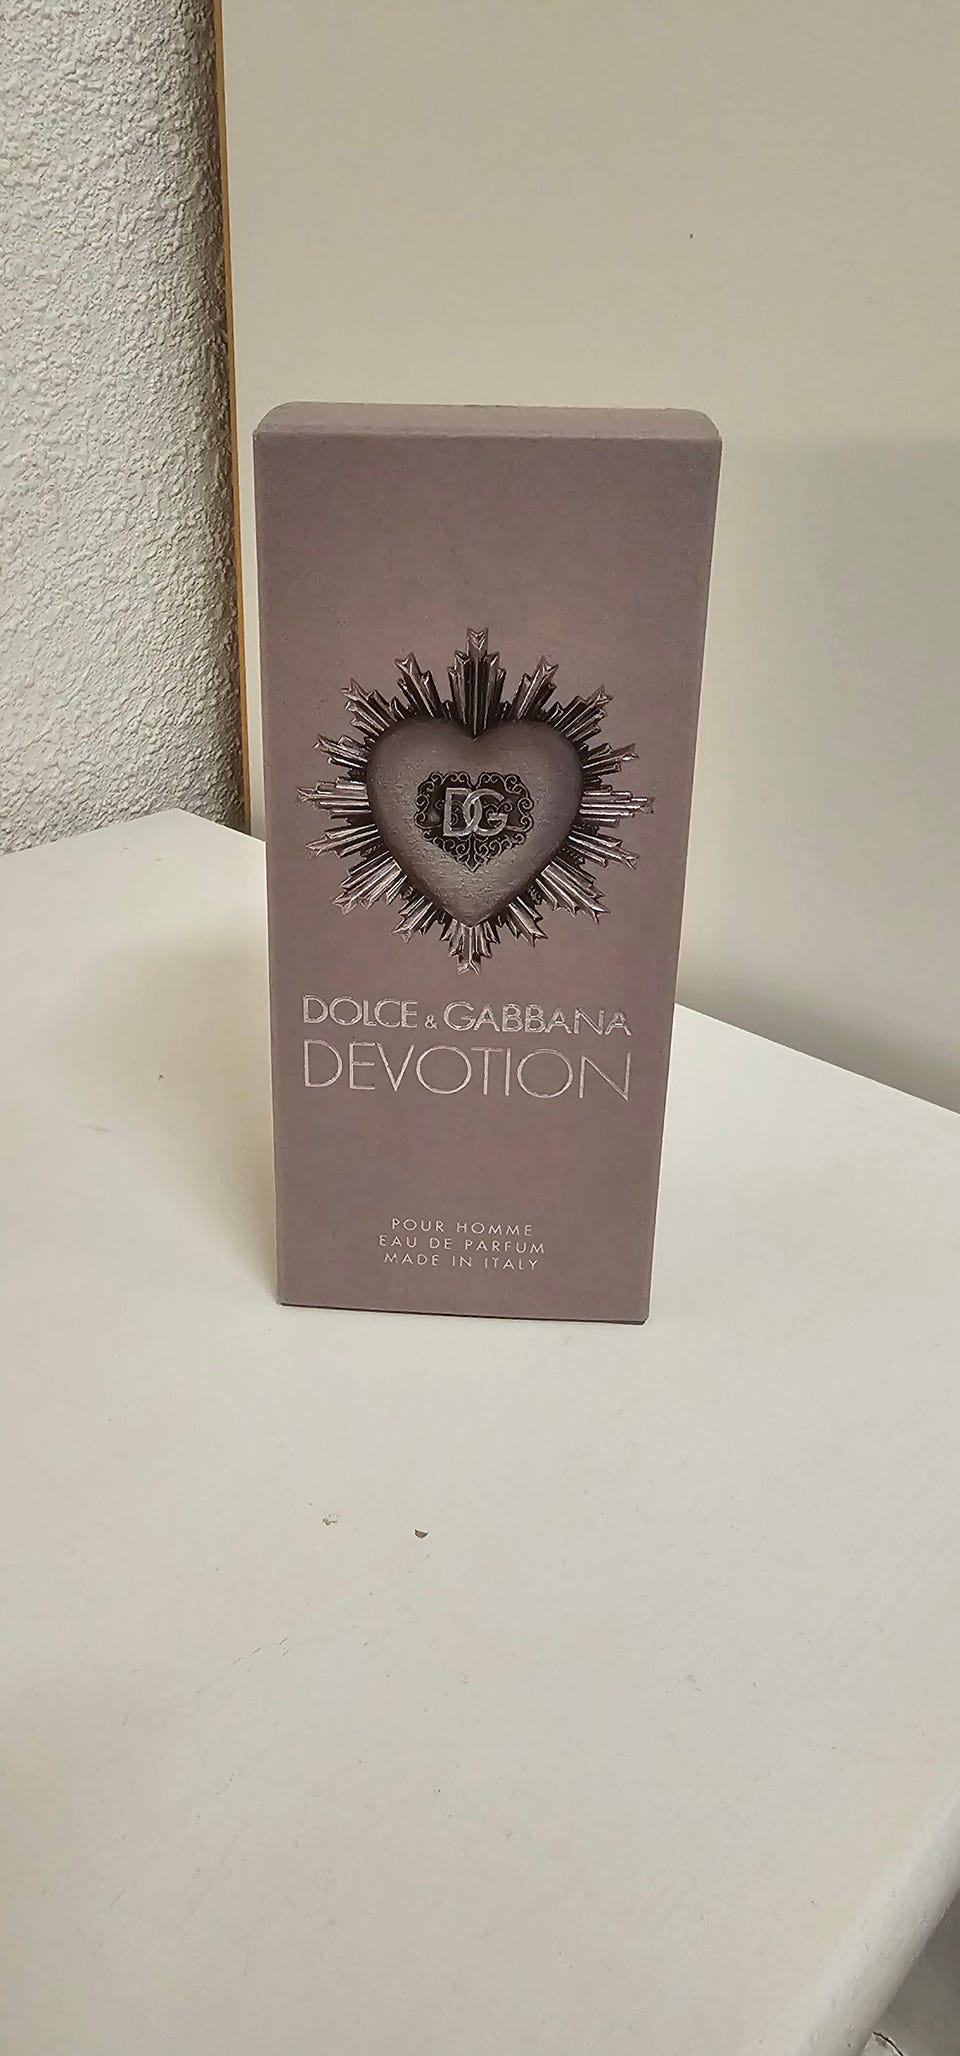 DG
DOLCE & GABBANA
DEVOTION
POUR HOMME
EAU DE PARFUM
MADE IN ITALY